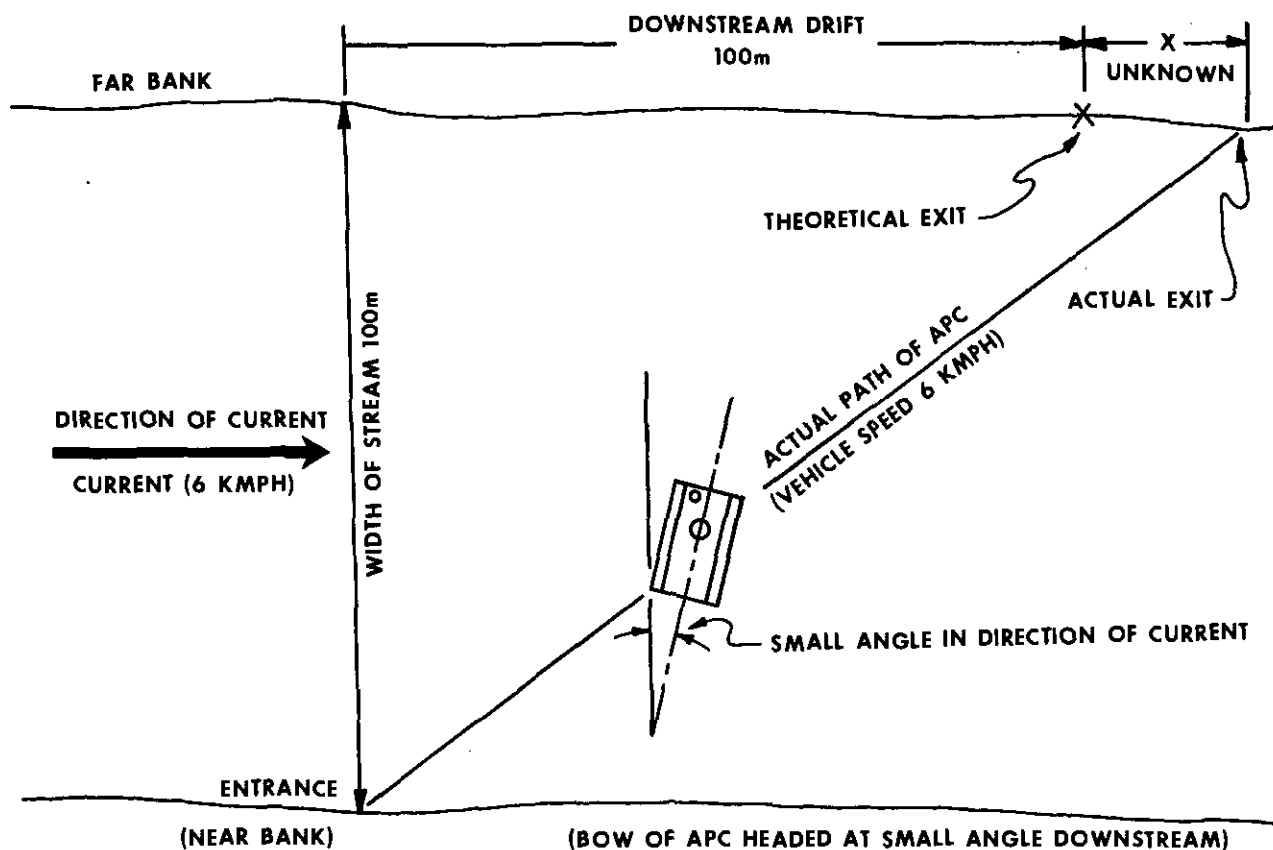 DOWNSTREAM DRIFT
100m
X
UNKNOWN
FAR BANK
THEORETICAL EXIT
ACTUAL EXIT
WIDTH OF STREAM 100m
DIRECTION OF CURRENT
CURRENT (6 KMPH)
ACTUAL PATH OF APC
(VEHICLE SPEED 6 KMPH)
SMALL ANGLE IN DIRECTION OF CURRENT
ENTRANCE
(NEAR BANK)
(BOW OF APC HEADED AT SMALL ANGLE DOWNSTREAM)